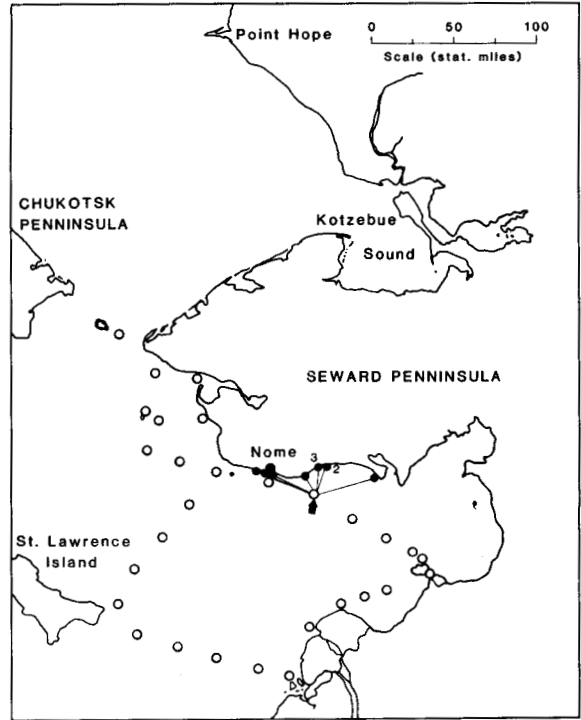 Point Hope
0 50 100
Scale (stat. miles)
CHUKOTSK
PENNINSULA
Kotzebue
Sound
SEWARD PENNINSULA
Nome
3
2
St. Lawrence
Island